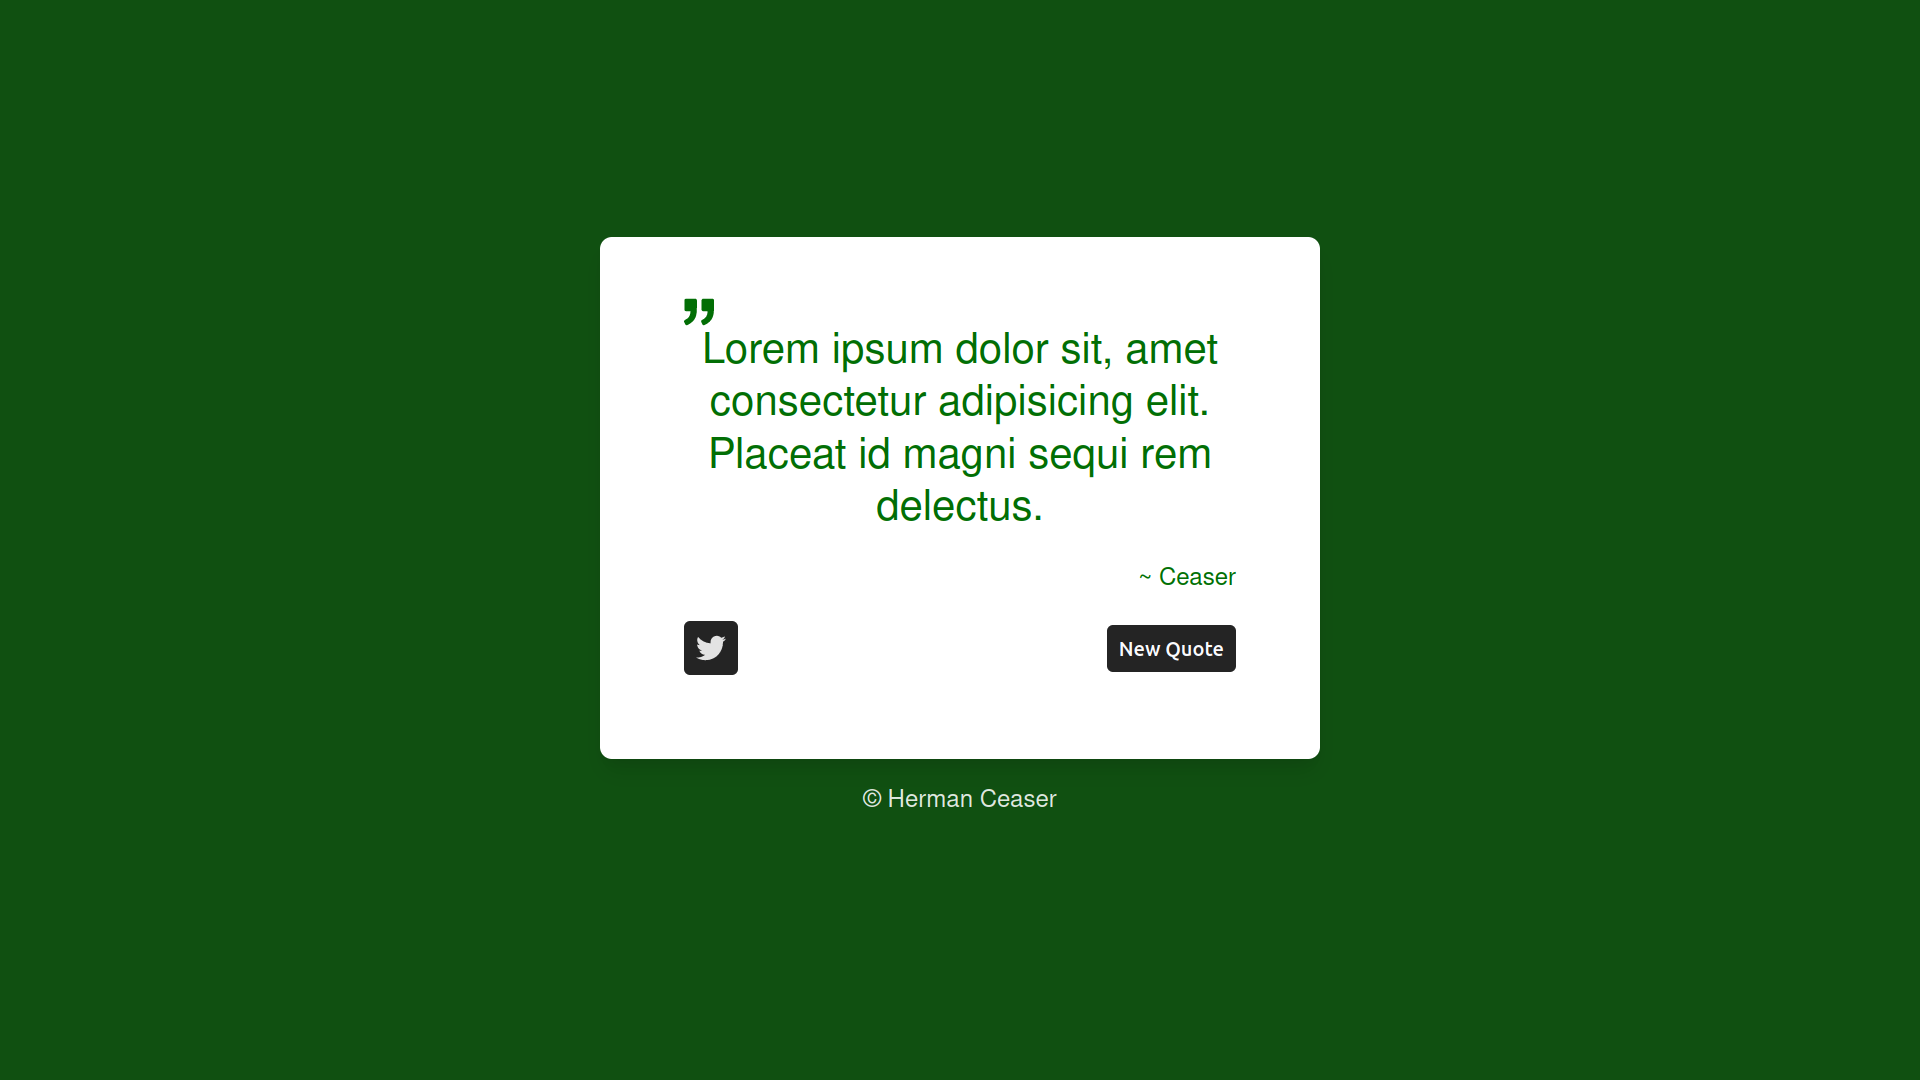 ”
Lorem ipsum dolor sit, amet
consectetur adipisicing elit.
Placeat id magni sequi rem
delectus.
~ Ceaser
New Quote
© Herman Ceaser